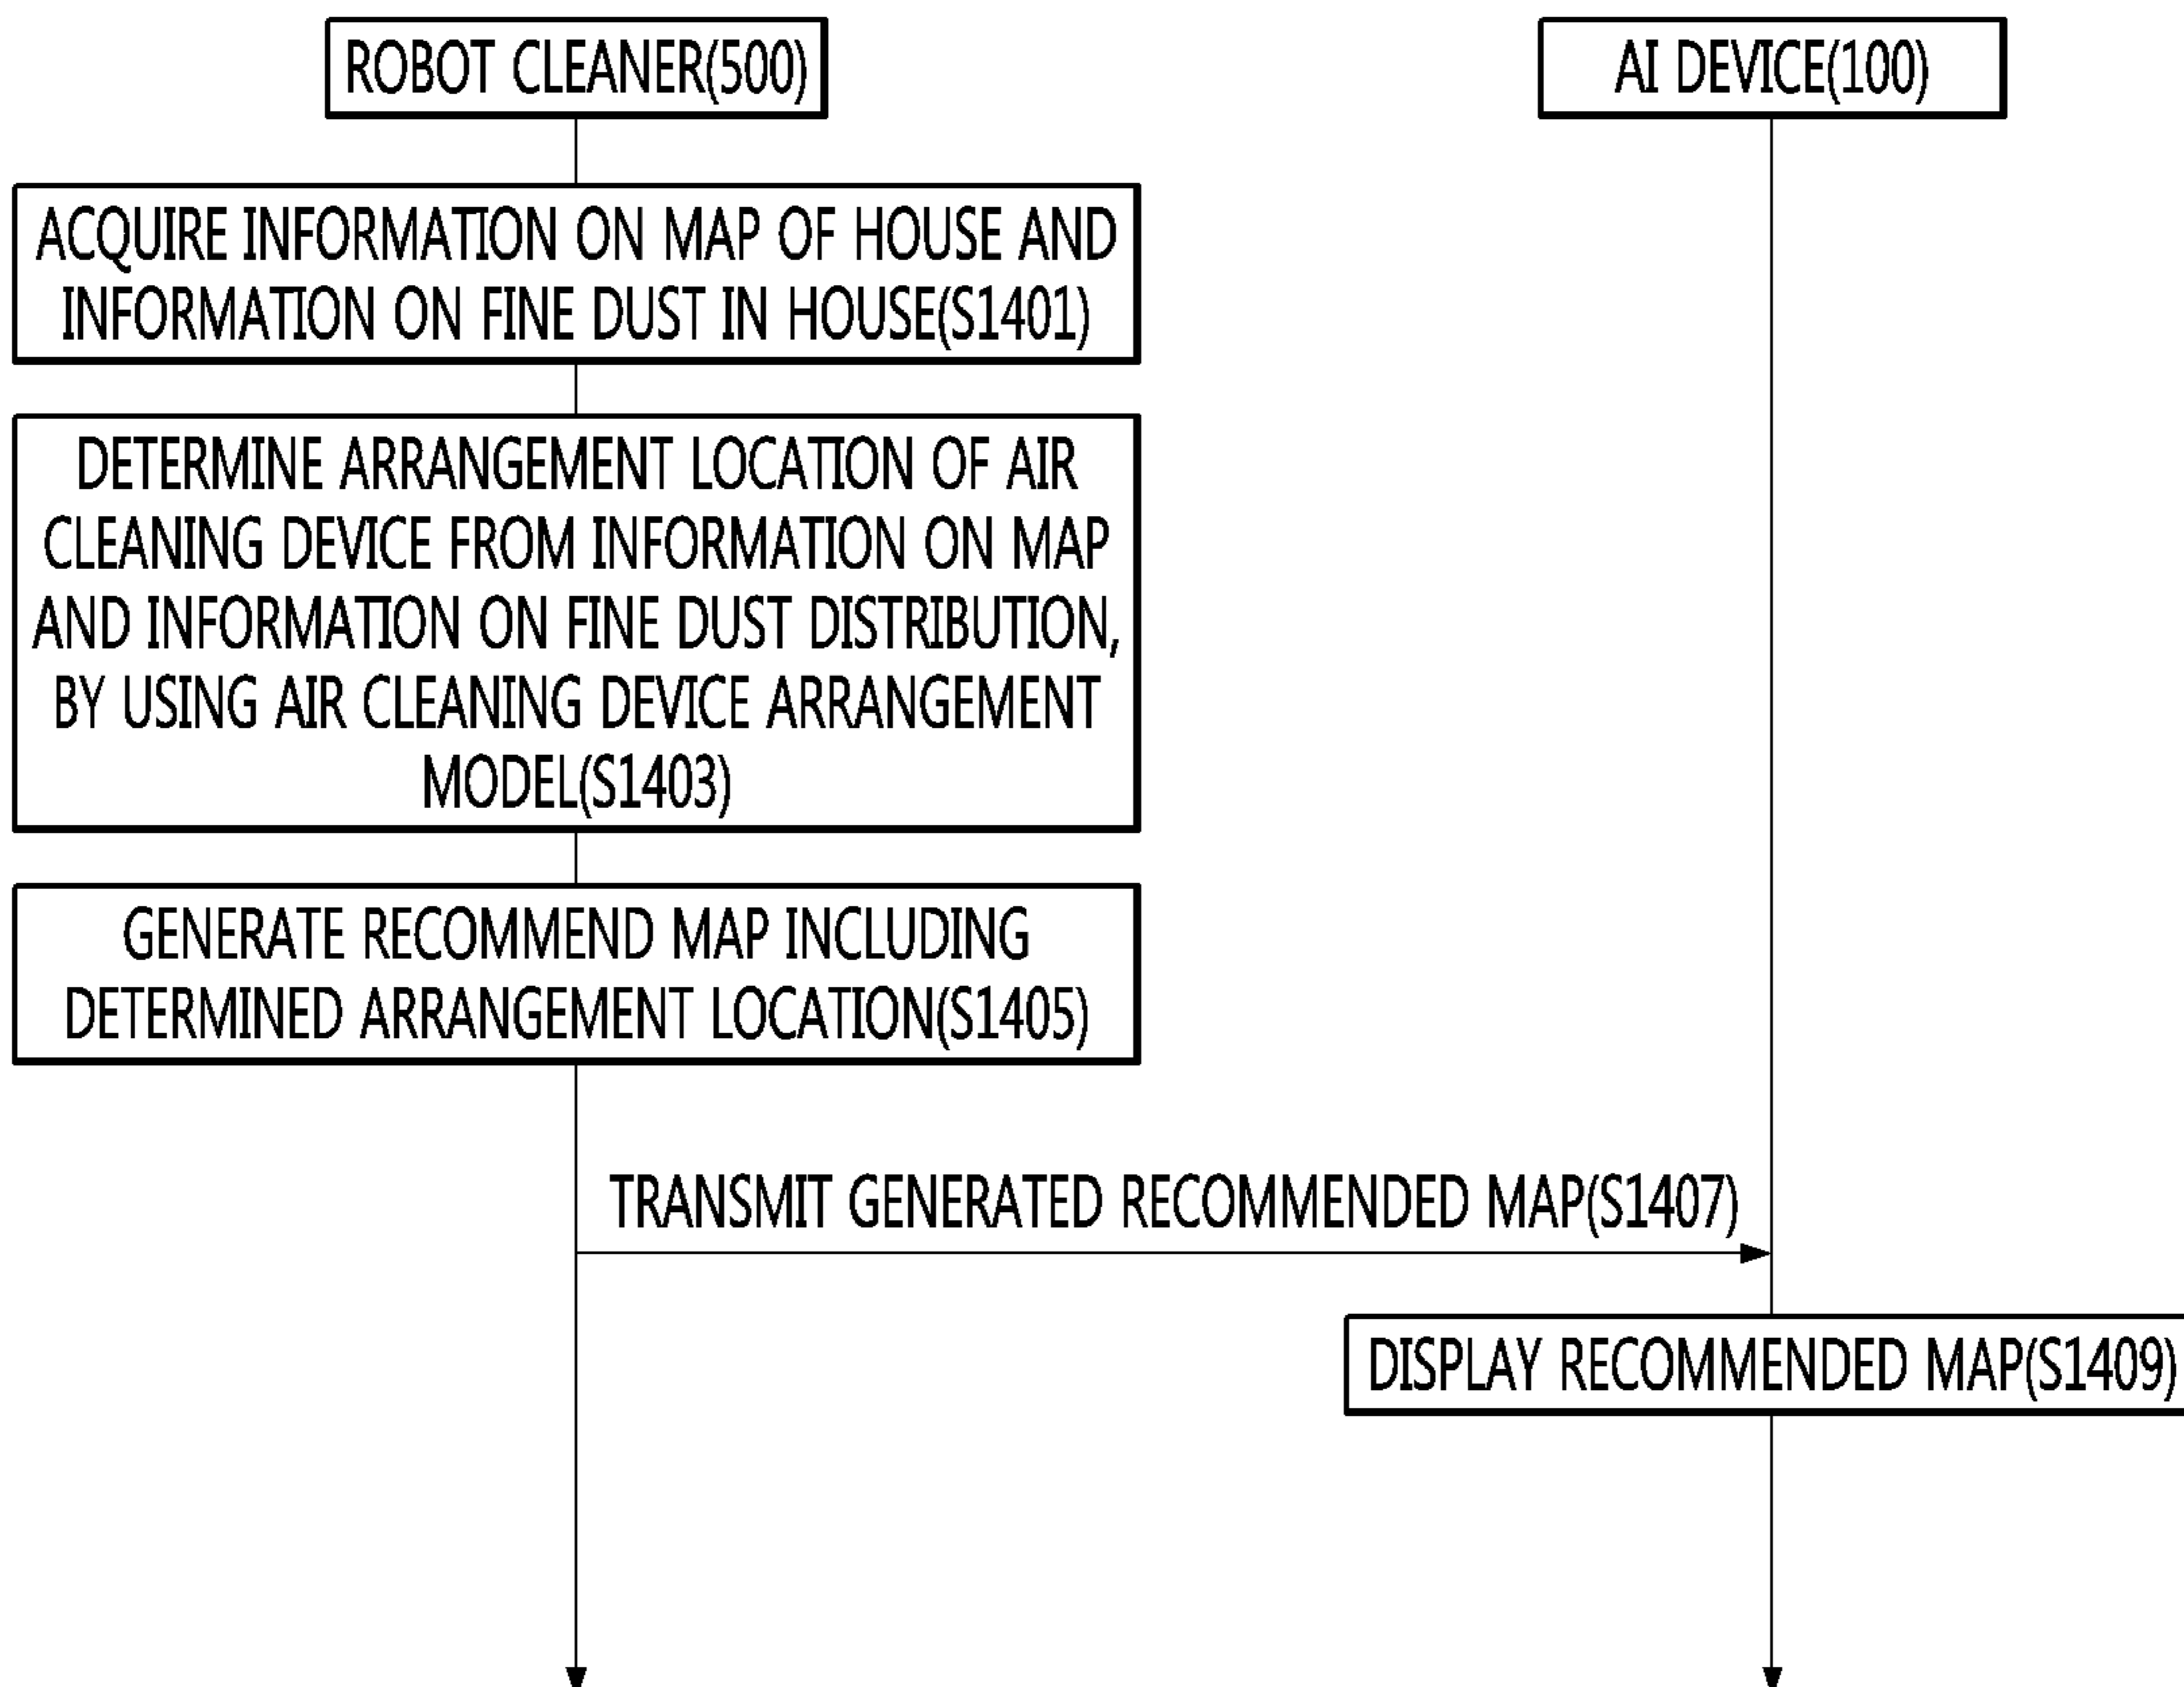 ROBOT CLEANER(500)
AI DEVICE(100)
ACQUIRE INFORMATION ON MAP OF HOUSE AND
INFORMATION ON FINE DUST IN HOUSE(S1401)
DETERMINE ARRANGEMENT LOCATION OF AIR
CLEANING DEVICE FROM INFORMATION ON MAP
AND INFORMATION ON FINE DUST DISTRIBUTION,
BY USING AIR CLEANING DEVICE ARRANGEMENT
MODEL(S1403)
GENERATE RECOMMEND MAP INCLUDING
DETERMINED ARRANGEMENT LOCATION(S1405)
TRANSMIT GENERATED RECOMMENDED MAP(S1407)
DISPLAY RECOMMENDED MAP(S1409)